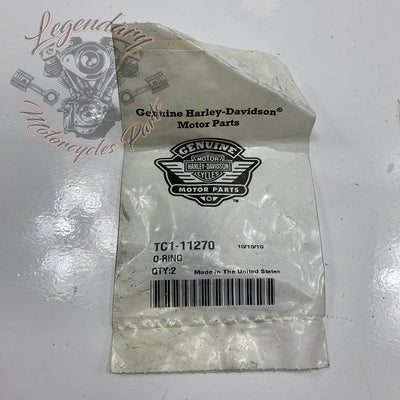 Legendary
Motorcycles Parts
Genuine Harley-Davidson®
Motor Parts
GENUINE
MOTOR
HARLEY-DAVIDSON
CYCLES
MOTOR PARTS
TM
TC1-11270 10/13/10
O-RING
QTY:2 Made in The United States